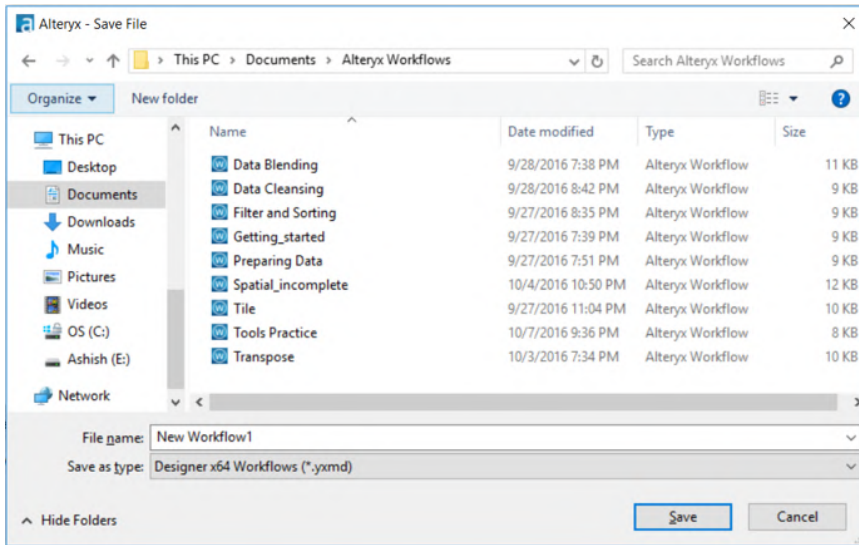 Alteryx - Save File
This PC > Documents > Alteryx Workflows
Search Alteryx Workflows
Organize
New folder
Name Date modified Type Size
This PC
Desktop
Documents
Downloads
Music
Pictures
Videos
OS (C:)
Ashish (E:)
Network
Data Blending 9/28/2016 7:38 PM Alteryx Workflow 11 KB
Data Cleansing 9/28/2016 8:42 PM Alteryx Workflow 9 KB
Filter and Sorting 9/27/2016 8:35 PM Alteryx Workflow 9 KB
Getting_started 9/27/2016 7:39 PM Alteryx Workflow 9 KB
Preparing Data 9/27/2016 7:51 PM Alteryx Workflow 9 KB
Spatial_incomplete 10/4/2016 10:50 PM Alteryx Workflow 12 KB
Tile 9/27/2016 11:04 PM Alteryx Workflow 10 KB
Tools Practice 10/7/2016 9:36 PM Alteryx Workflow 8 KB
Transpose 10/3/2016 7:34 PM Alteryx Workflow 10 KB
File name: New Workflow1
Save as type: Designer x64 Workflows (*.yxmd)
Hide Folders
Save
Cancel